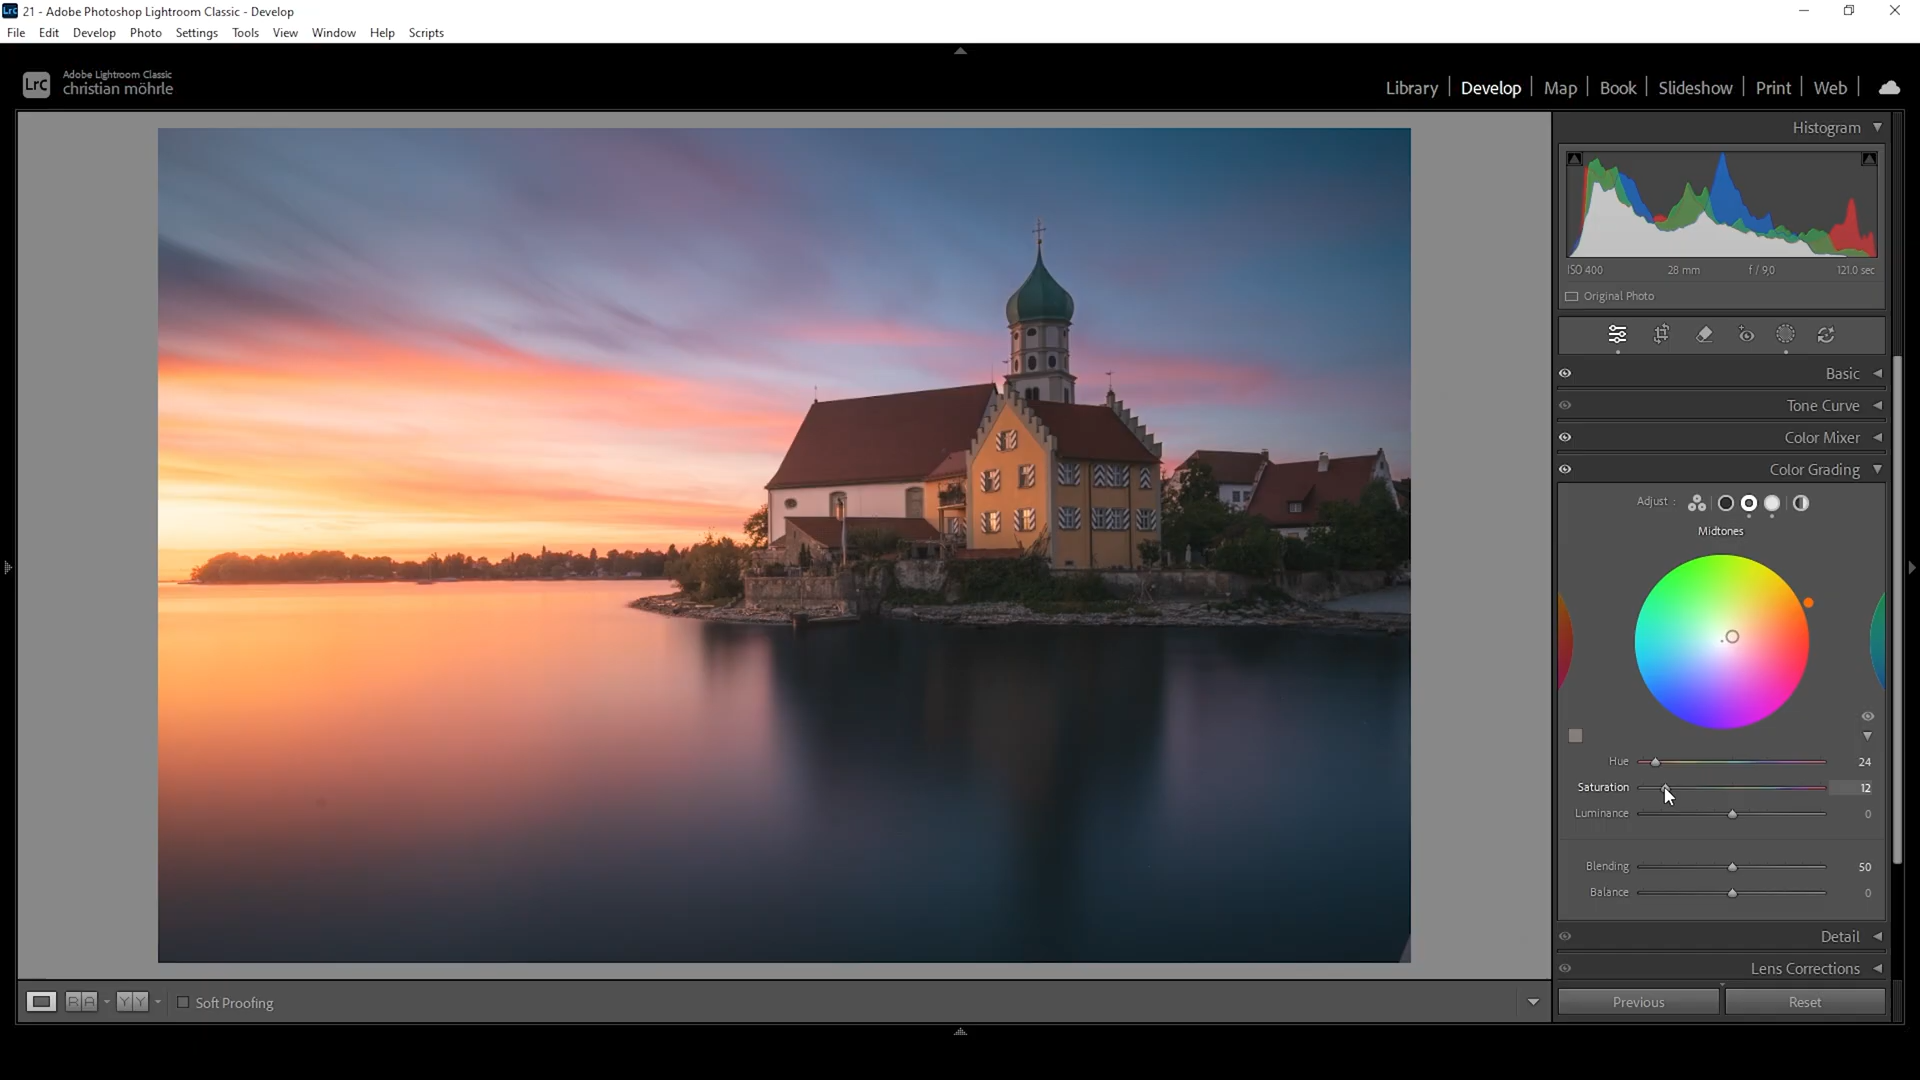 Lrc 21 - Adobe Photoshop Lightroom Classic - Develop
File Edit Develop Photo Settings Tools View Window Help Scripts
LrC Adobe Lightroom Classic
christian möhrle
Library Develop Map Book Slideshow Print Web
Histogram
ISO 400 28 mm f / 9,0 121,0 sec
Original Photo
Basic
Tone Curve
Color Mixer
Color Grading
Adjust :
Midtones
Hue 24
Saturation 12
Luminance 0
Blending 50
Balance 0
Detail
Lens Corrections
R A Y Y Soft Proofing
Previous Reset